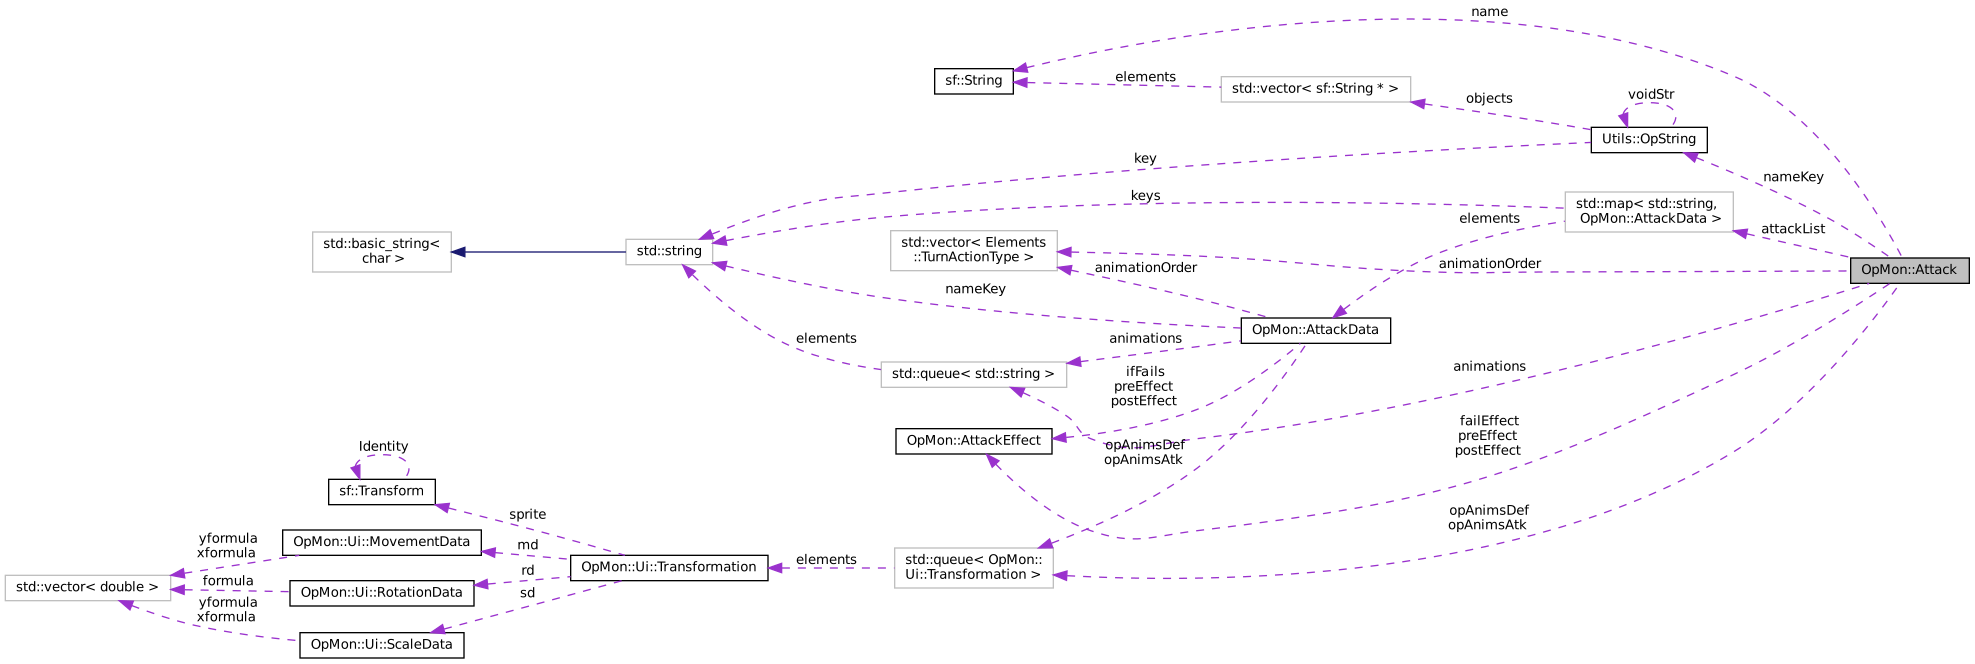 name
sf::String
elements
std::vector< sf::String * >
objects
voidStr
Utils::OpString
key
nameKey
keys
std::map< std::string,
OpMon::AttackData >
elements
attackList
std::basic_string<
char >
std::string
std::vector< Elements
::TurnActionType >
animationOrder
animationOrder
OpMon::Attack
nameKey
OpMon::AttackData
elements
animations
std::queue< std::string >
ifFails
preEffect
postEffect
animations
OpMon::AttackEffect
opAnimsDef
opAnimsAtk
failEffect
preEffect
postEffect
Identity
sf::Transform
sprite
opAnimsDef
opAnimsAtk
yformula
xformula
OpMon::Ui::MovementData
md
std::vector< double >
formula
OpMon::Ui::RotationData
rd
OpMon::Ui::Transformation
elements
std::queue< OpMon::
Ui::Transformation >
sd
yformula
xformula
OpMon::Ui::ScaleData